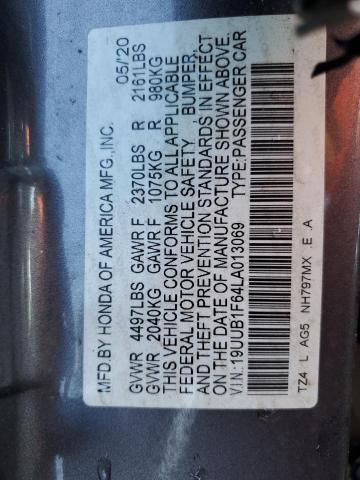 MFD.BY HONDA OF AMERICA MFG.,INC. 05/'20
GVWR 4497LBS GAWR F 2370LBS R 2161LBS
GVWR 2040KG GAWR F 1075KG R 980KG
THIS VEHICLE CONFORMS TO ALL APPLICABLE
FEDERAL MOTOR VEHICLE SAFETY, BUMPER,
AND THEFT PREVENTION STANDARDS IN EFFECT
ON THE DATE OF MANUFACTURE SHOWN ABOVE
V.I.N.:19UUB1F64LA013069 TYPE:PASSENGER CAR
TZ4 L AG5 NH797MX E A